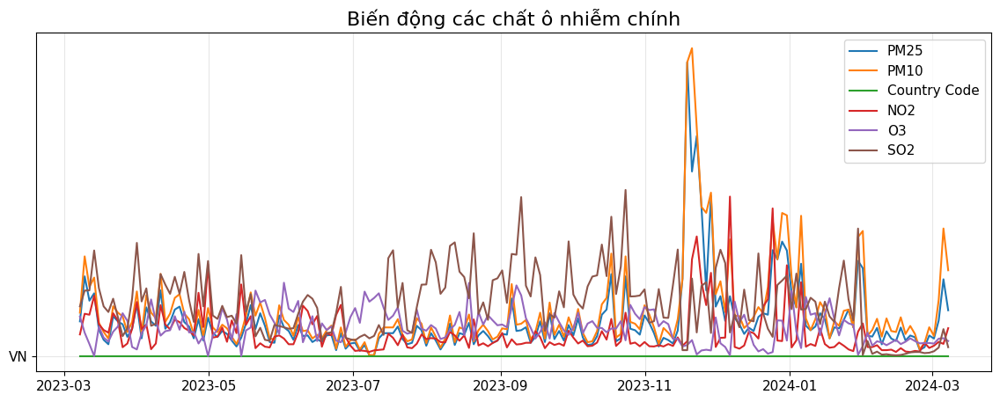 Biến động các chất ô nhiễm chính
PM25
PM10
Country Code
NO2
O3
SO2
VN
2023-03 2023-05 2023-07 2023-09 2023-11 2024-01 2024-03